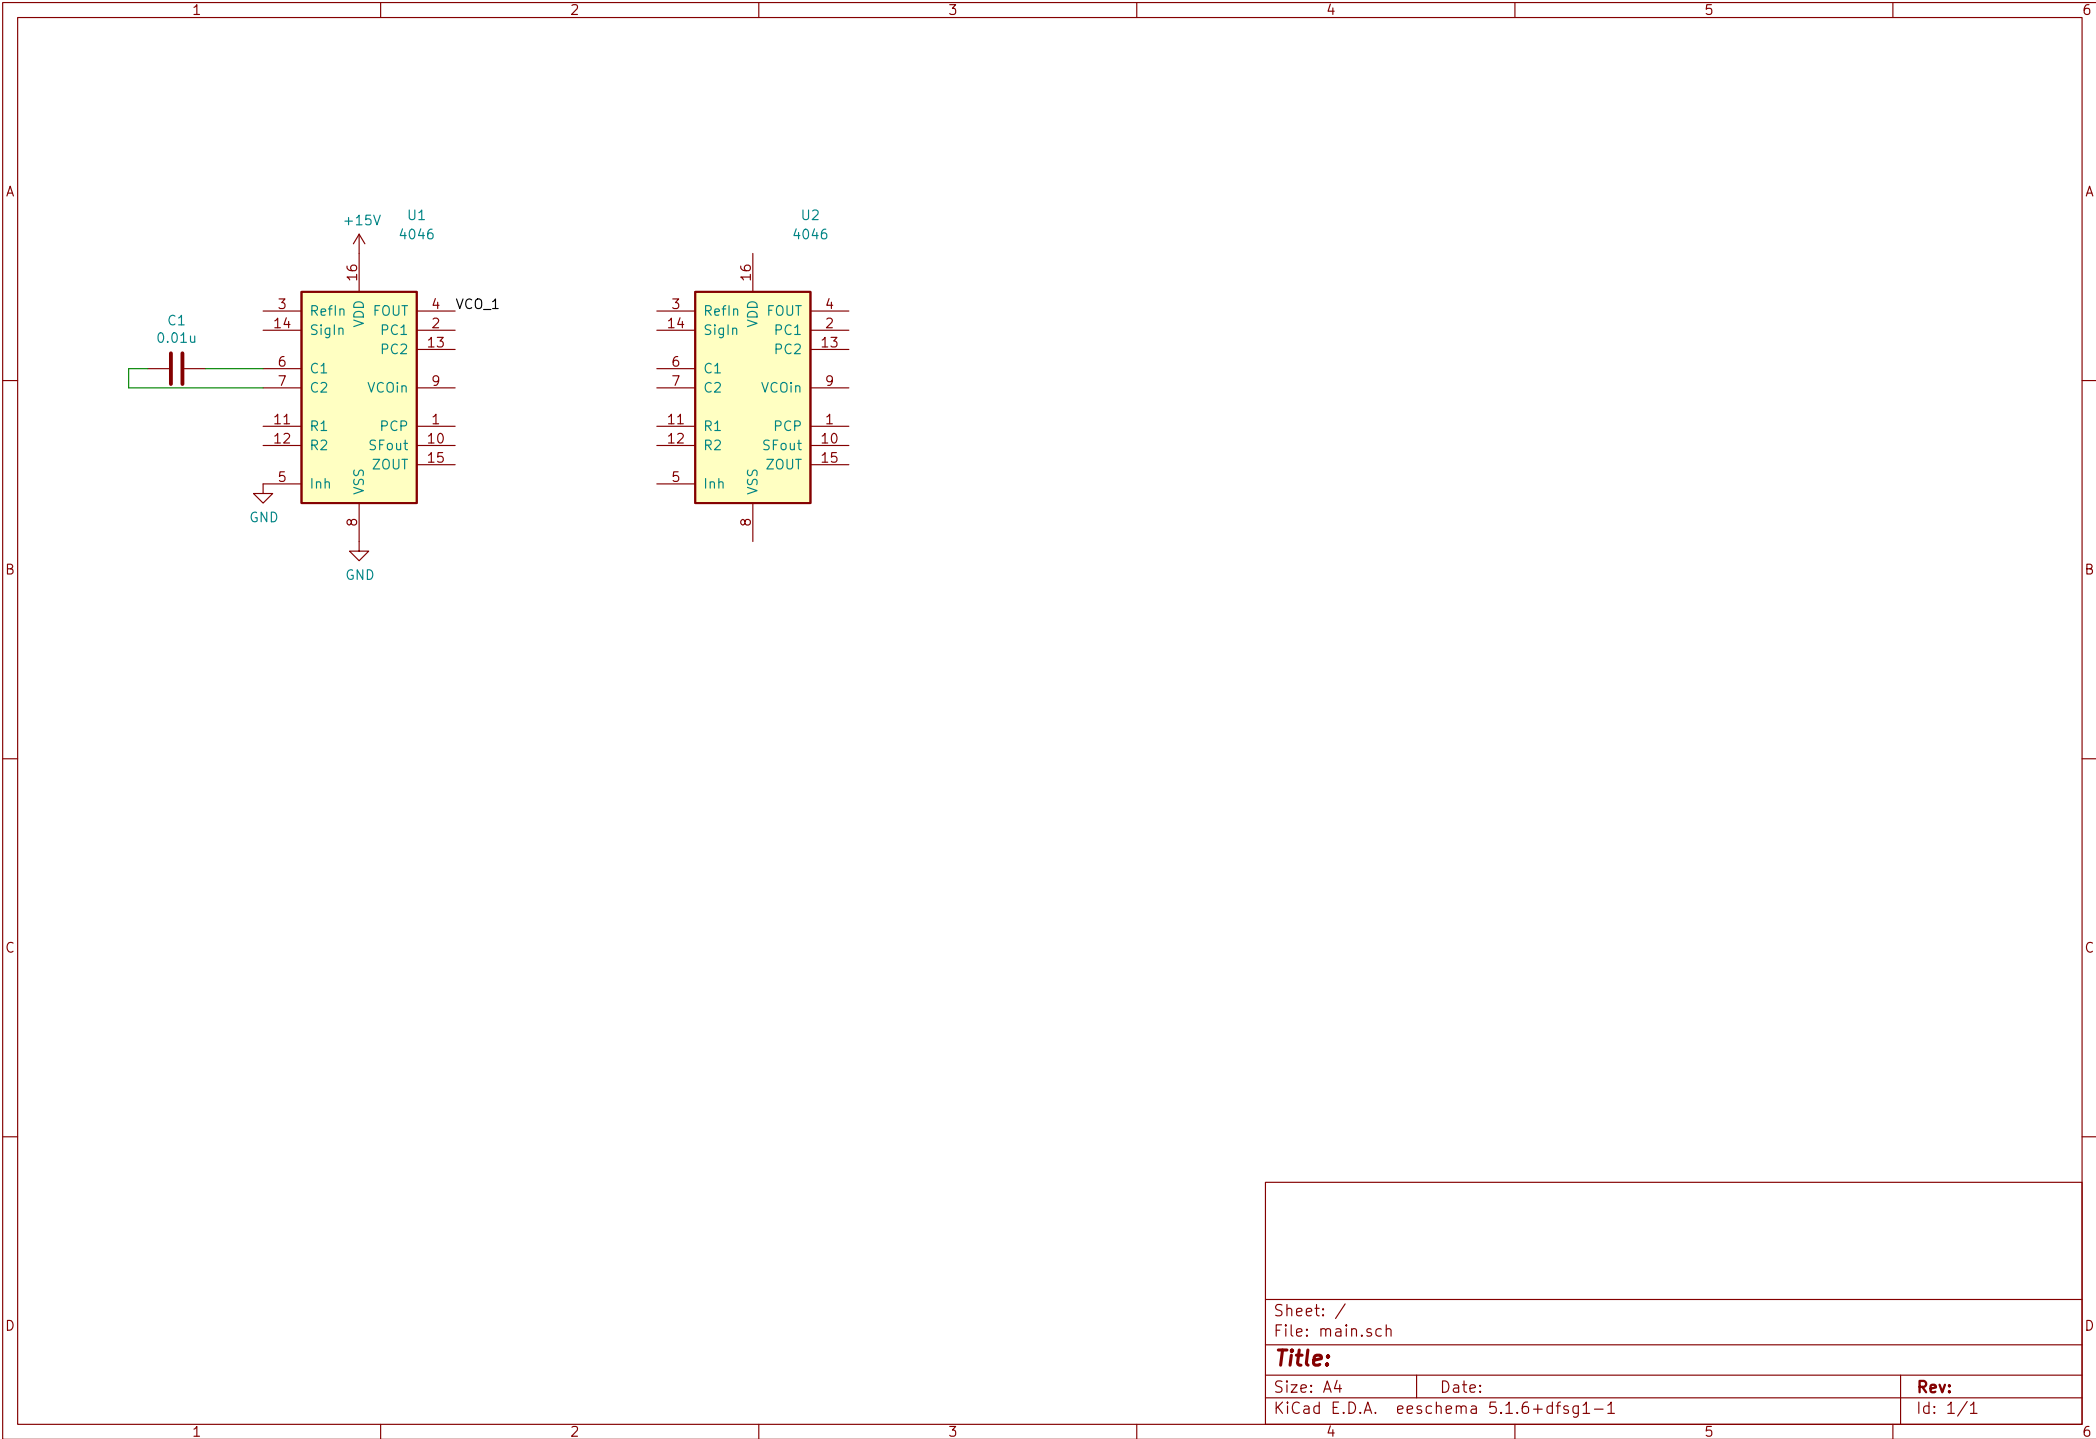 1 2 3 4 5 6
A A
+15V U1
4046
U2
4046
16
16
3 RefIn VDD FOUT 4 VCO_1
14 SigIn PC1 2
PC2 13
3 RefIn VDD FOUT 4
14 SigIn PC1 2
PC2 13
C1
0.01u
6 C1
7 C2 VCOin 9
6 C1
7 C2 VCOin 9
11 R1 PCP 1
12 R2 SFout 10
ZOUT 15
11 R1 PCP 1
12 R2 SFout 10
ZOUT 15
5 Inh VSS
5 Inh VSS
GND
8
8
GND
B B
C C
D D
Sheet: /
File: main.sch
Title:
Size: A4 Date: Rev:
KiCad E.D.A. eeschema 5.1.6+dfsg1-1 Id: 1/1
1 2 3 4 5 6